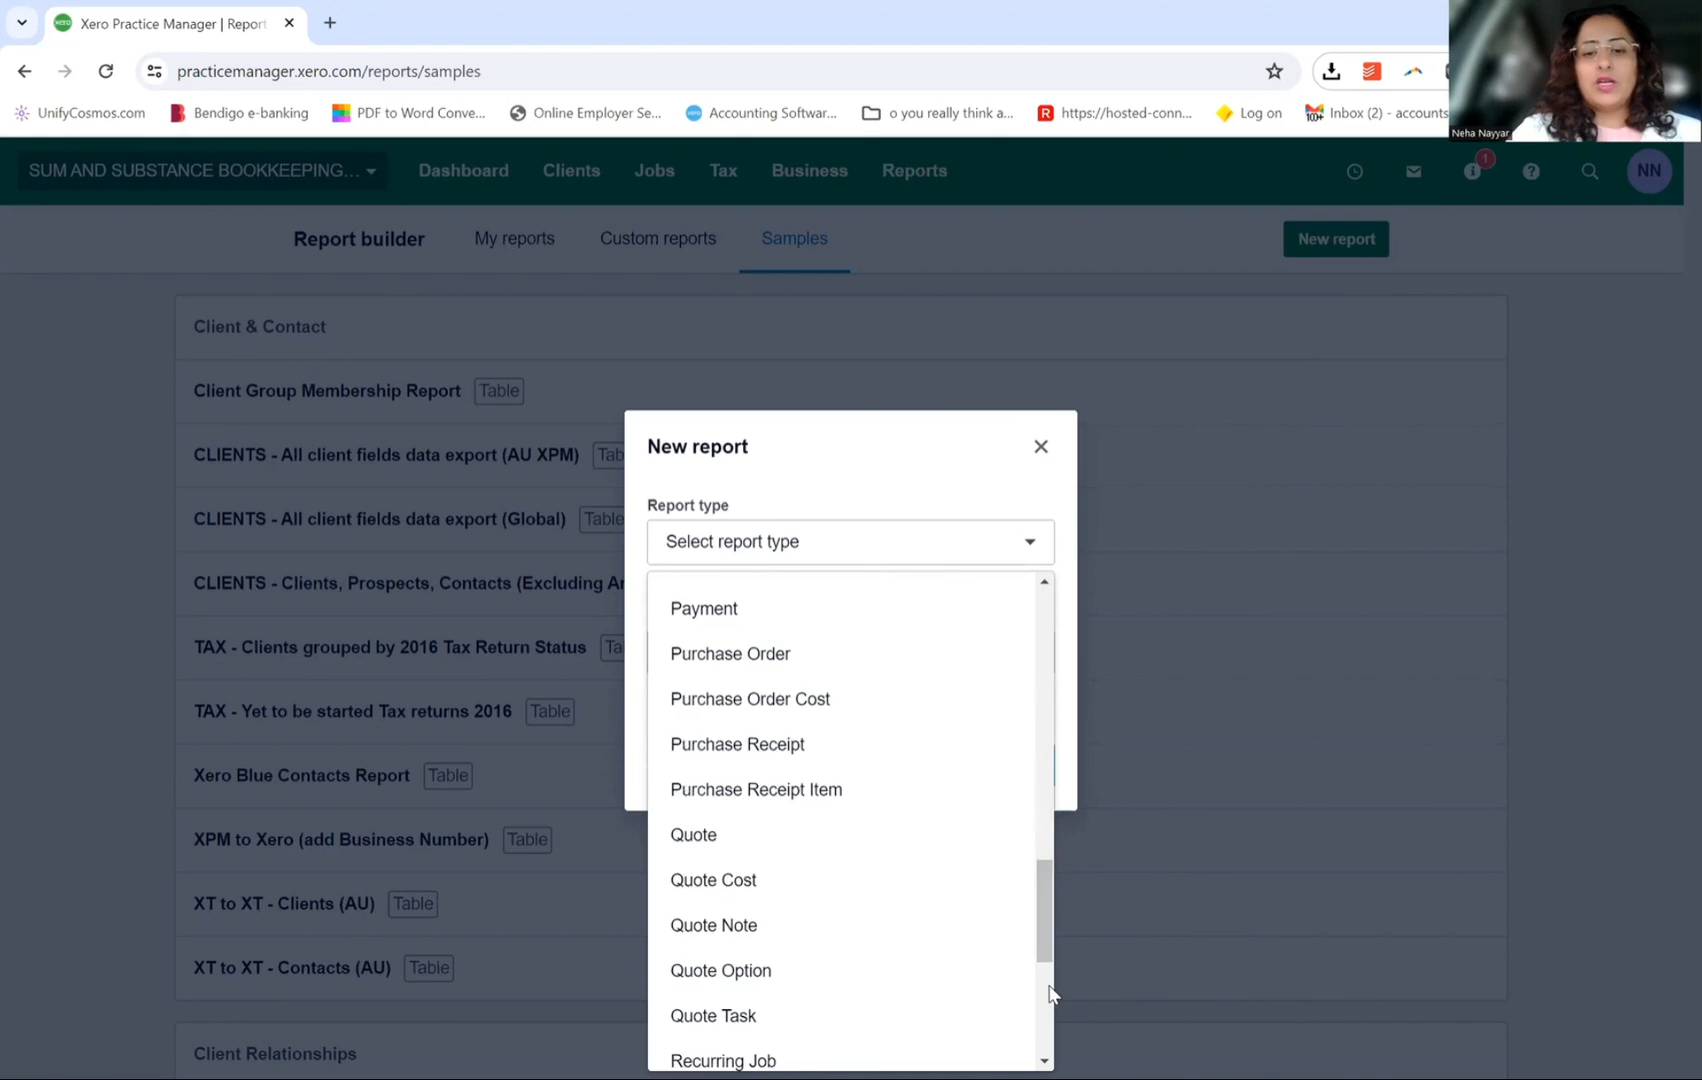 Xero Practice Manager | Report
practicemanager.xero.com/reports/samples
UnifyCosmos.com
Bendigo e-banking
PDF to Word Conve...
Online Employer Se...
Accounting Softwar...
o you really think a...
https://hosted-conn...
Log on
100+
Inbox (2) - accounts
Neha Nayyar
SUM AND SUBSTANCE BOOKKEEPING...
Dashboard
Clients
Jobs
Tax
Business
Reports
1
NN
Report builder
My reports
Custom reports
Samples
New report
Client & Contact
Client Group Membership Report Table
CLIENTS - All client fields data export (AU XPM) Tab
CLIENTS - All client fields data export (Global) Table
CLIENTS - Clients, Prospects, Contacts (Excluding Ar
TAX - Clients grouped by 2016 Tax Return Status Ta
TAX - Yet to be started Tax returns 2016 Table
Xero Blue Contacts Report Table
XPM to Xero (add Business Number) Table
XT to XT - Clients (AU) Table
XT to XT - Contacts (AU) Table
Client Relationships
New report
Report type
Select report type
Payment
Purchase Order
Purchase Order Cost
Purchase Receipt
Purchase Receipt Item
Quote
Quote Cost
Quote Note
Quote Option
Quote Task
Recurring Job